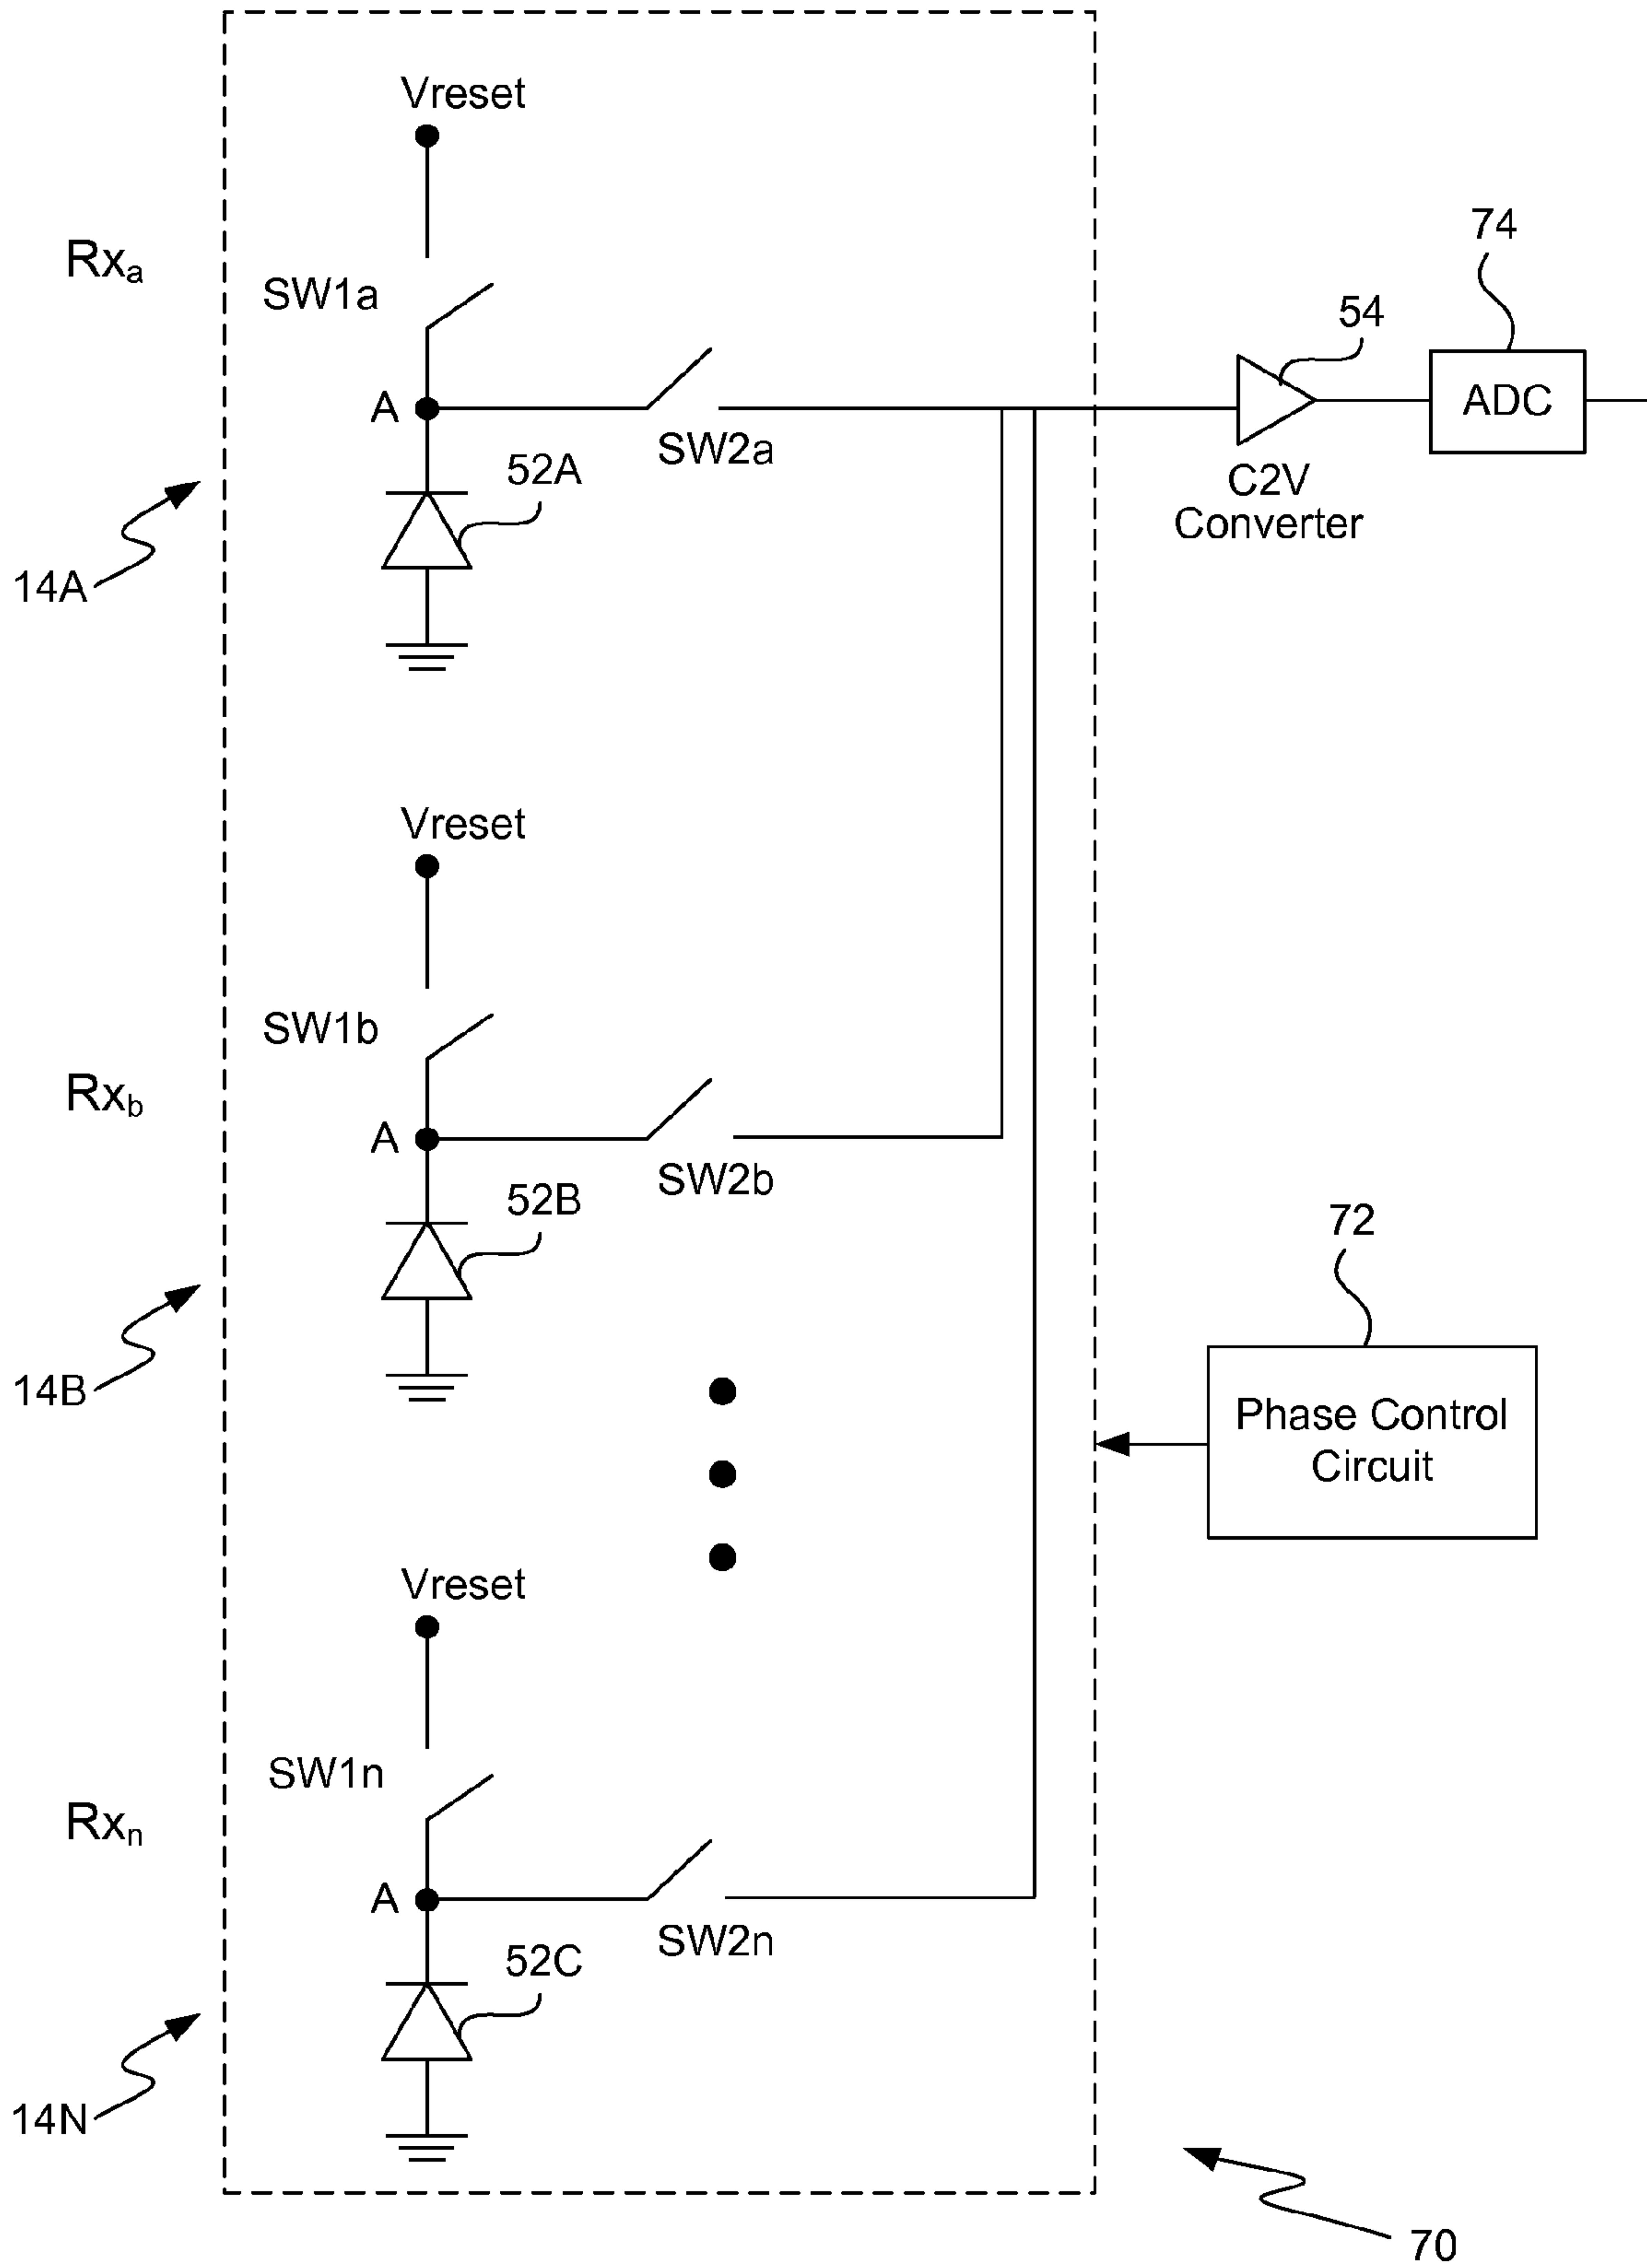 Vreset
Rxa
SW1a
74
54
A
SW2a
ADC
52A
C2V
Converter
14A
Vreset
SW1b
Rxb
A
SW2b
52B
72
14B
Phase Control
Circuit
Vreset
SW1n
Rxn
A
SW2n
52C
14N
70